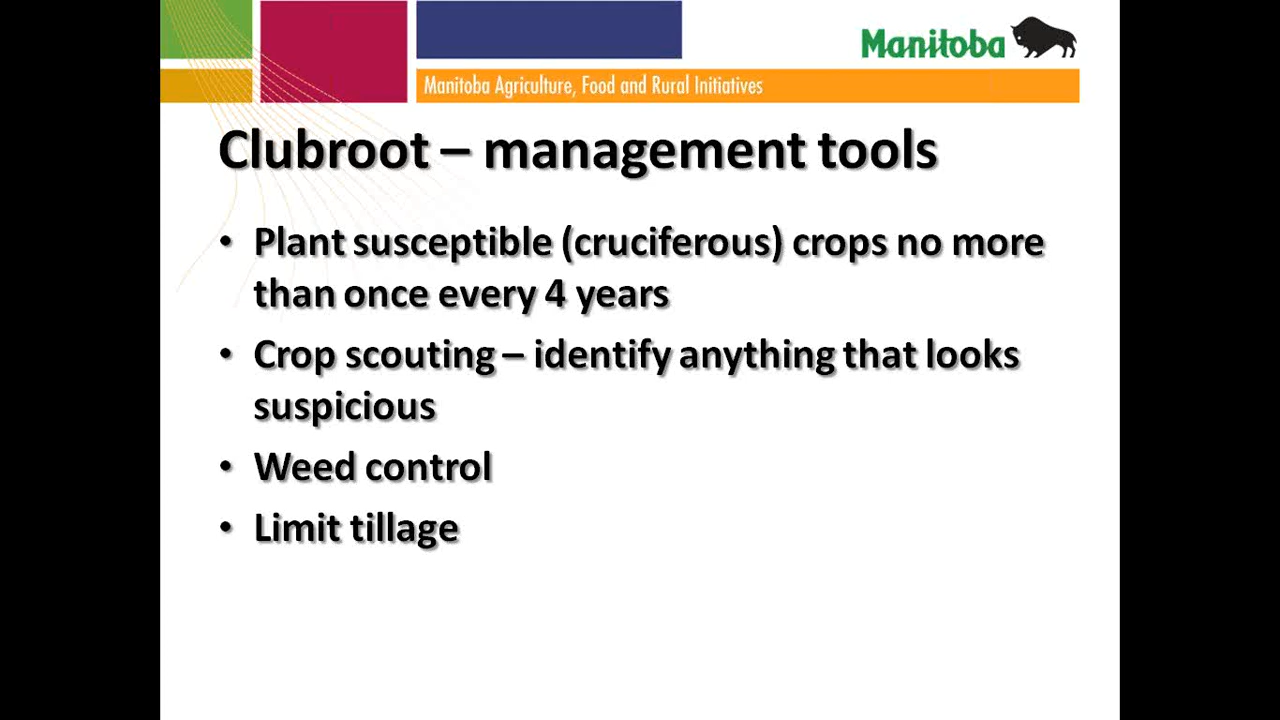 Manitoba
Manitoba Agriculture, Food and Rural Initiatives
Clubroot – management tools
• Plant susceptible (cruciferous) crops no more
than once every 4 years
• Crop scouting – identify anything that looks
suspicious
• Weed control
• Limit tillage